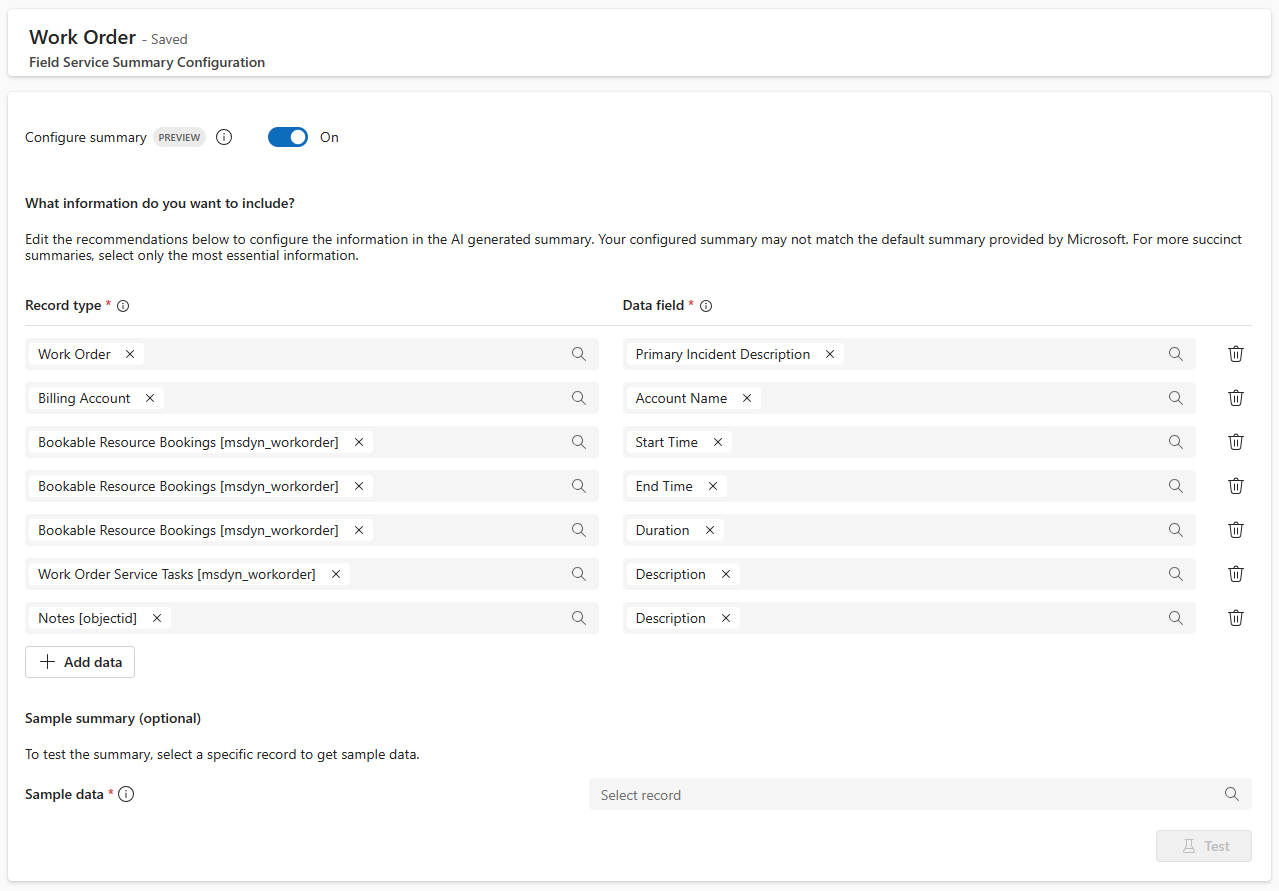 Work Order - Saved
Field Service Summary Configuration
Configure summary PREVIEW On
What information do you want to include?
Edit the recommendations below to configure the information in the AI generated summary. Your configured summary may not match the default summary provided by Microsoft. For more succinct
summaries, select only the most essential information.
Record type * Data field *
Work Order Primary Incident Description
Billing Account Account Name
Bookable Resource Bookings [msdyn_workorder] Start Time
Bookable Resource Bookings [msdyn_workorder] End Time
Bookable Resource Bookings [msdyn_workorder] Duration
Work Order Service Tasks [msdyn_workorder] Description
Notes [objectid] Description
Add data
Sample summary (optional)
To test the summary, select a specific record to get sample data.
Sample data * Select record
Test